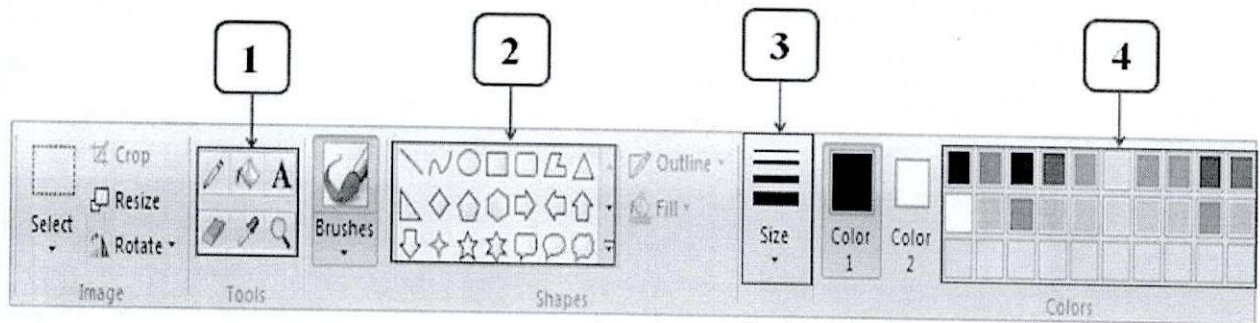 1
2
3
4
Select
Crop
Resize
Rotate
Image
A
Tools
Brushes
Shapes
Outline
Fill
Size
Color
1
Color
2
Colors